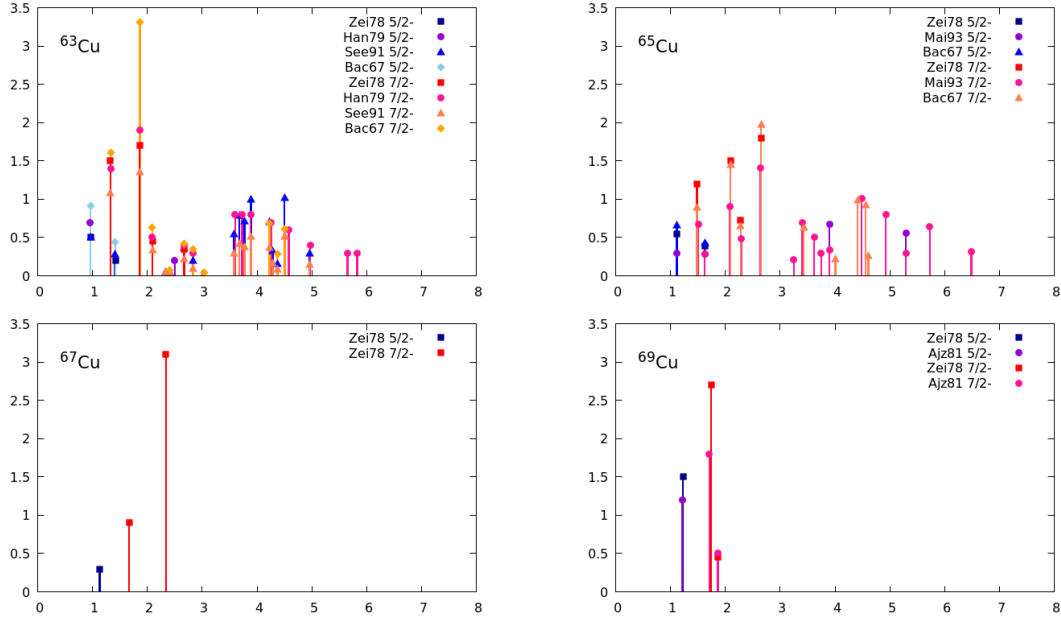 3.5
3
2.5
2
1.5
1
0.5
0
0 1 2 3 4 5 6 7 8
⁶³Cu
Zei78 5/2-
Han79 5/2-
See91 5/2-
Bac67 5/2-
Zei78 7/2-
Han79 7/2-
See91 7/2-
Bac67 7/2-
3.5
3
2.5
2
1.5
1
0.5
0
0 1 2 3 4 5 6 7 8
⁶⁵Cu
Zei78 5/2-
Mai93 5/2-
Bac67 5/2-
Zei78 7/2-
Mai93 7/2-
Bac67 7/2-
3.5
3
2.5
2
1.5
1
0.5
0
0 1 2 3 4 5 6 7 8
⁶⁷Cu
Zei78 5/2-
Zei78 7/2-
3.5
3
2.5
2
1.5
1
0.5
0
0 1 2 3 4 5 6 7 8
⁶⁹Cu
Zei78 5/2-
Ajz81 5/2-
Zei78 7/2-
Ajz81 7/2-